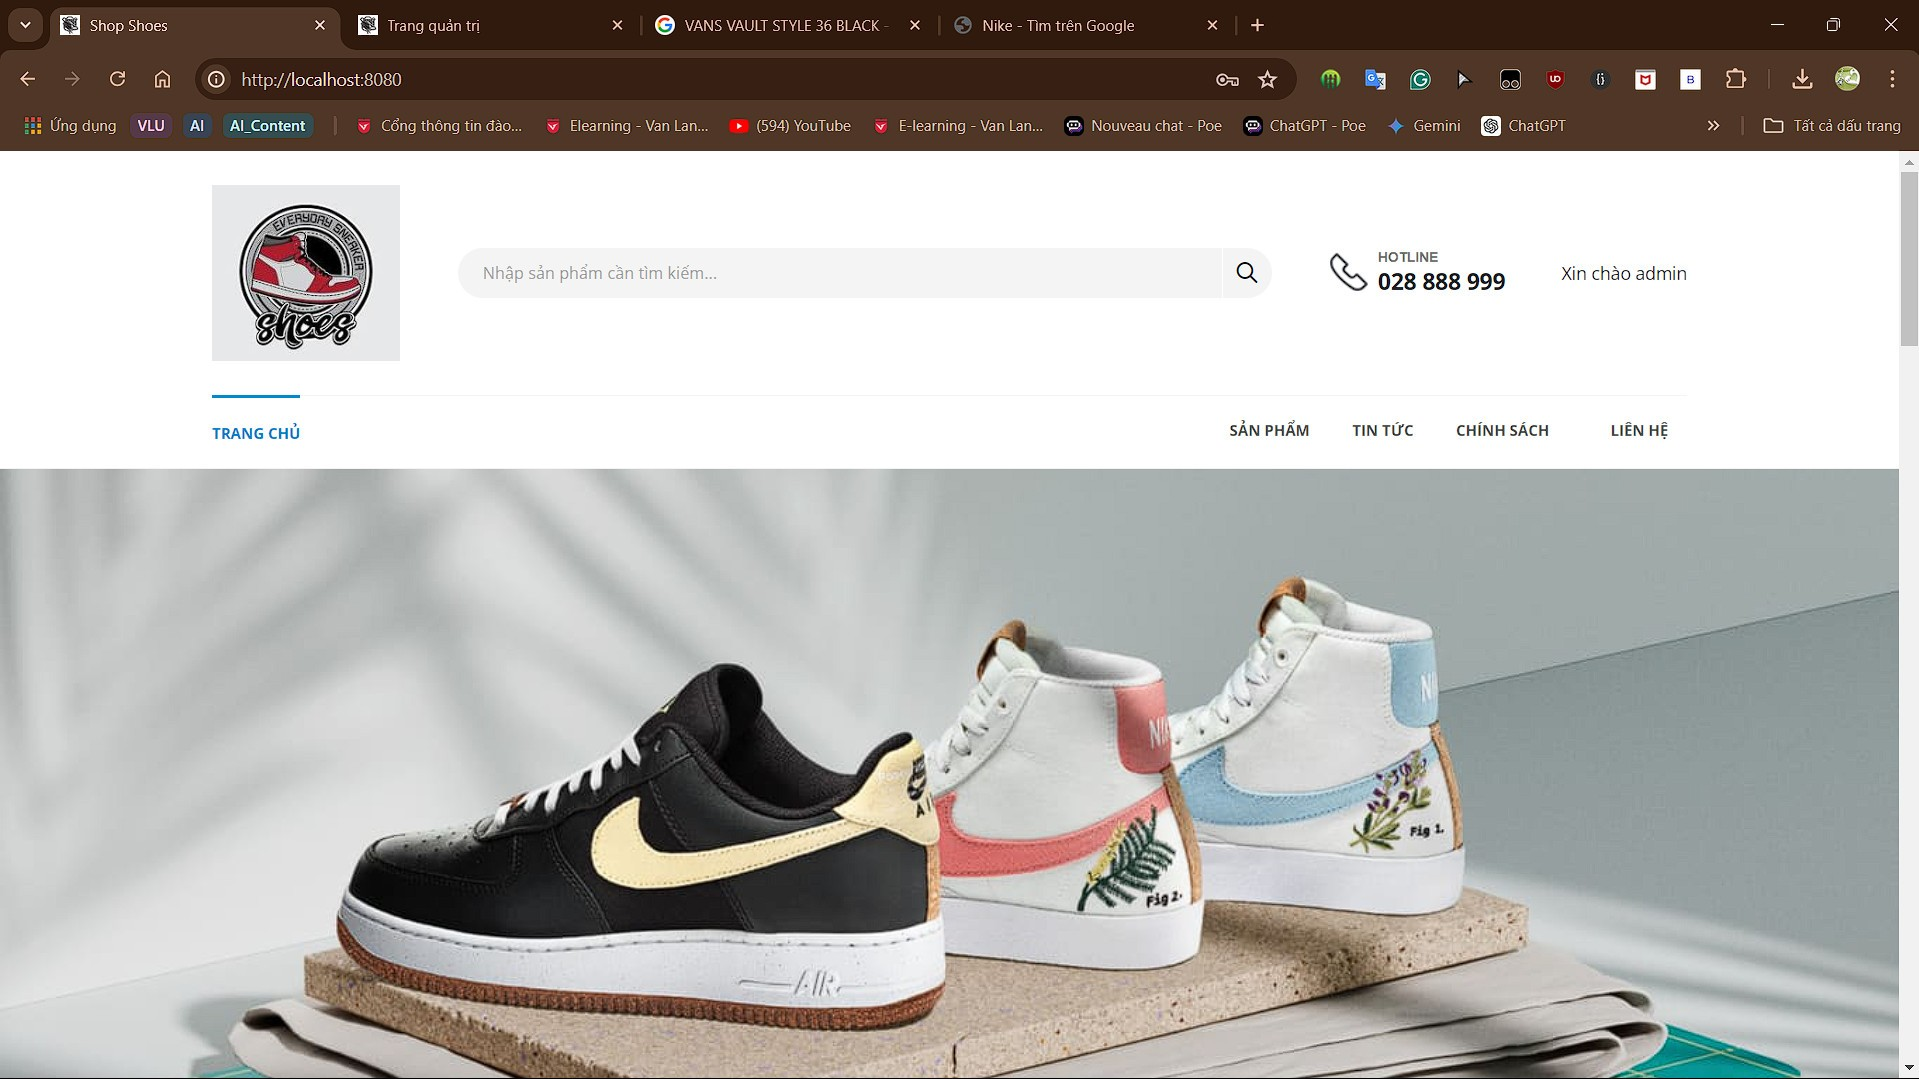 Shop Shoes
Trang quản trị
VANS VAULT STYLE 36 BLACK -
Nike - Tìm trên Google
http://localhost:8080
Ứng dụng
VLU
AI
AI_Content
Cổng thông tin đào...
Elearning - Van Lan...
(594) YouTube
E-learning - Van Lan...
Nouveau chat - Poe
ChatGPT - Poe
Gemini
ChatGPT
Tất cả dấu trang
EVERYDAY SNEAKER
shoes
Nhập sản phẩm cần tìm kiếm...
HOTLINE
028 888 999
Xin chào admin
TRANG CHỦ
SẢN PHẨM
TIN TỨC
CHÍNH SÁCH
LIÊN HỆ
AIR
Fig 2.
Fig 1.